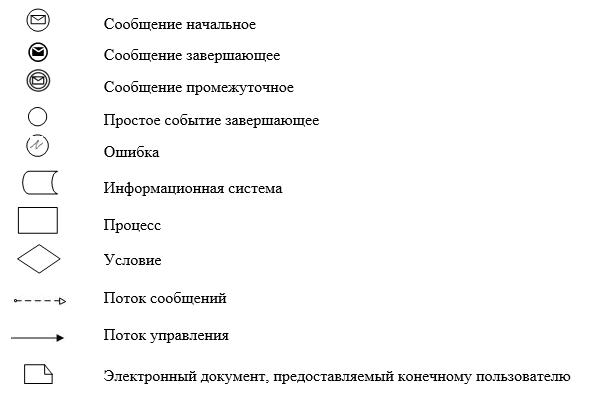 Сообщение начальное
Сообщение завершающее
Сообщение промежуточное
Простое событие завершающее
Ошибка
Информационная система
Процесс
Условие
Поток сообщений
Поток управления
Электронный документ, предоставляемый конечному пользователю